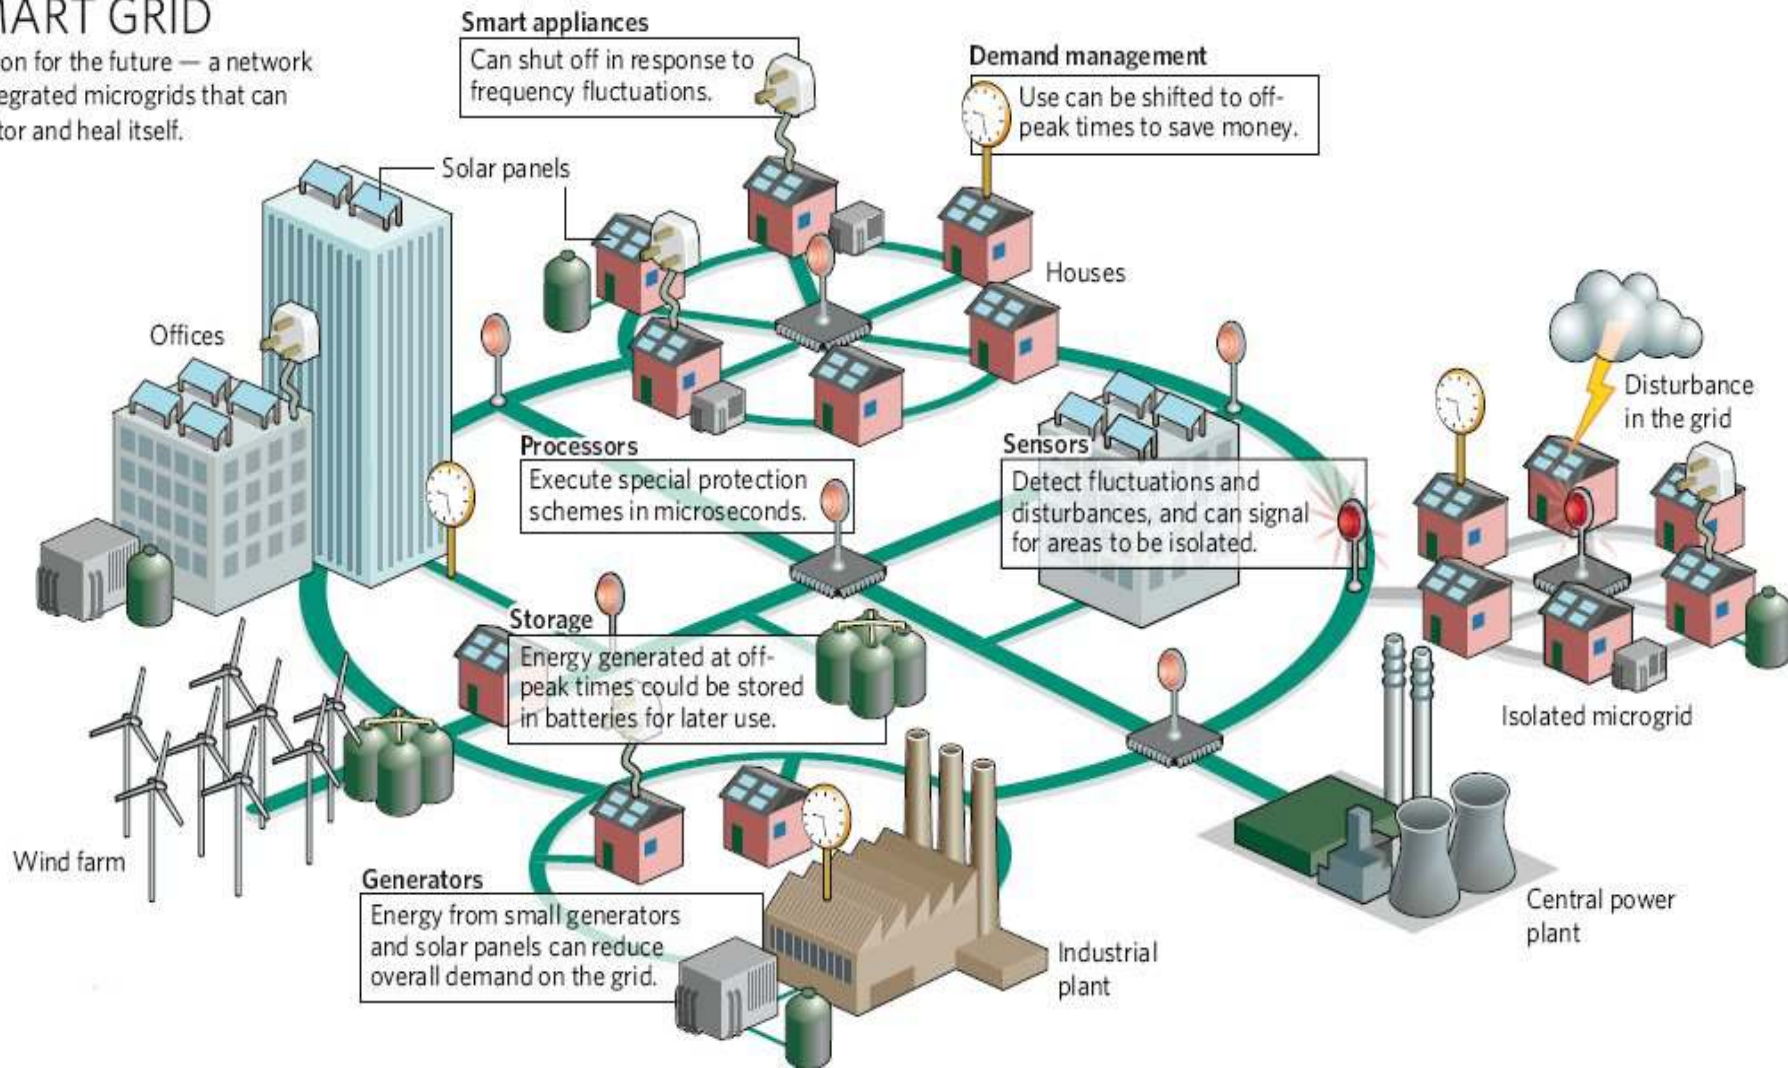 MART GRID
on for the future — a network
egrated microgrids that can
tor and heal itself.
Smart appliances
Can shut off in response to
frequency fluctuations.
Demand management
Use can be shifted to off-
peak times to save money.
Solar panels
Houses
Offices
Disturbance
in the grid
Processors
Execute special protection
schemes in microseconds.
Sensors
Detect fluctuations and
disturbances, and can signal
for areas to be isolated.
Storage
Energy generated at off-
peak times could be stored
in batteries for later use.
Isolated microgrid
Wind farm
Generators
Energy from small generators
and solar panels can reduce
overall demand on the grid.
Industrial
plant
Central power
plant